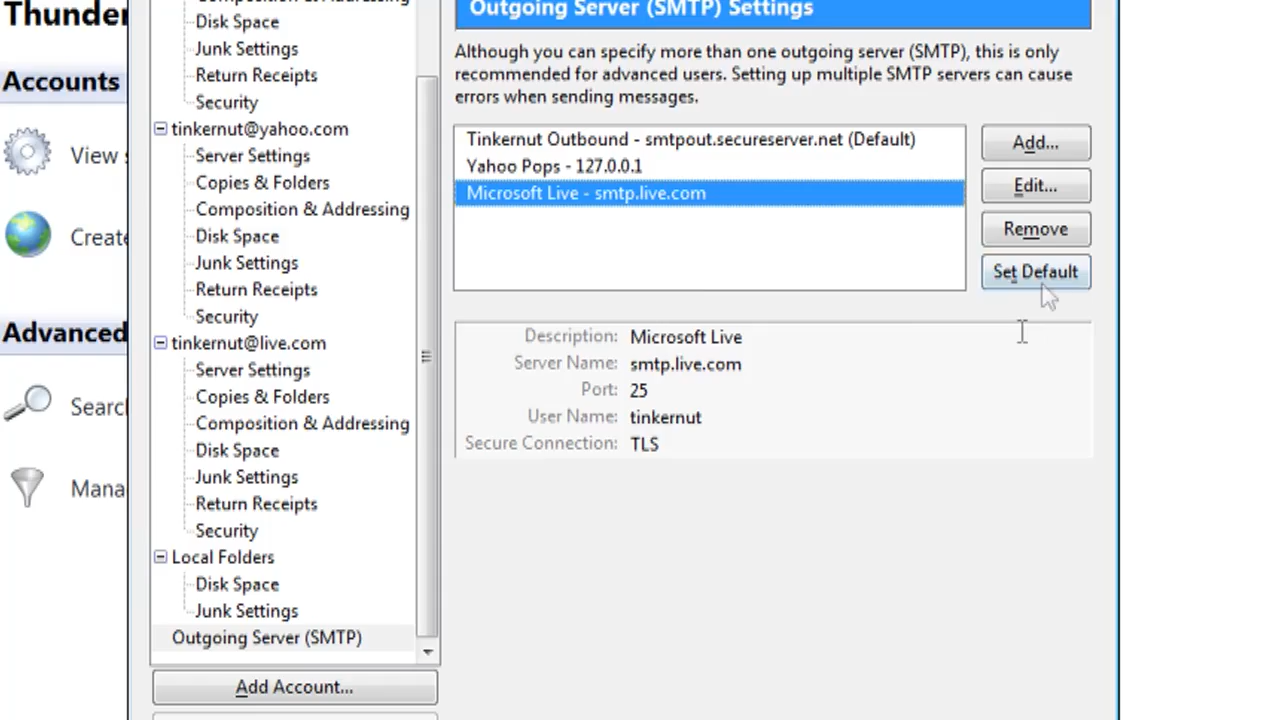 Thunder
Accounts
View s
Create
Advanced
Searc
Mana
Composition & Addressing
Disk Space
Junk Settings
Return Receipts
Security
tinkernut@yahoo.com
Server Settings
Copies & Folders
Composition & Addressing
Disk Space
Junk Settings
Return Receipts
Security
tinkernut@live.com
Server Settings
Copies & Folders
Composition & Addressing
Disk Space
Junk Settings
Return Receipts
Security
Local Folders
Disk Space
Junk Settings
Outgoing Server (SMTP)
Add Account...
Outgoing Server (SMTP) Settings
Although you can specify more than one outgoing server (SMTP), this is only
recommended for advanced users. Setting up multiple SMTP servers can cause
errors when sending messages.
Tinkernut Outbound - smtpout.secureserver.net (Default)
Yahoo Pops - 127.0.0.1
Microsoft Live - smtp.live.com
Add...
Edit...
Remove
Set Default
Description: Microsoft Live
Server Name: smtp.live.com
Port: 25
User Name: tinkernut
Secure Connection: TLS